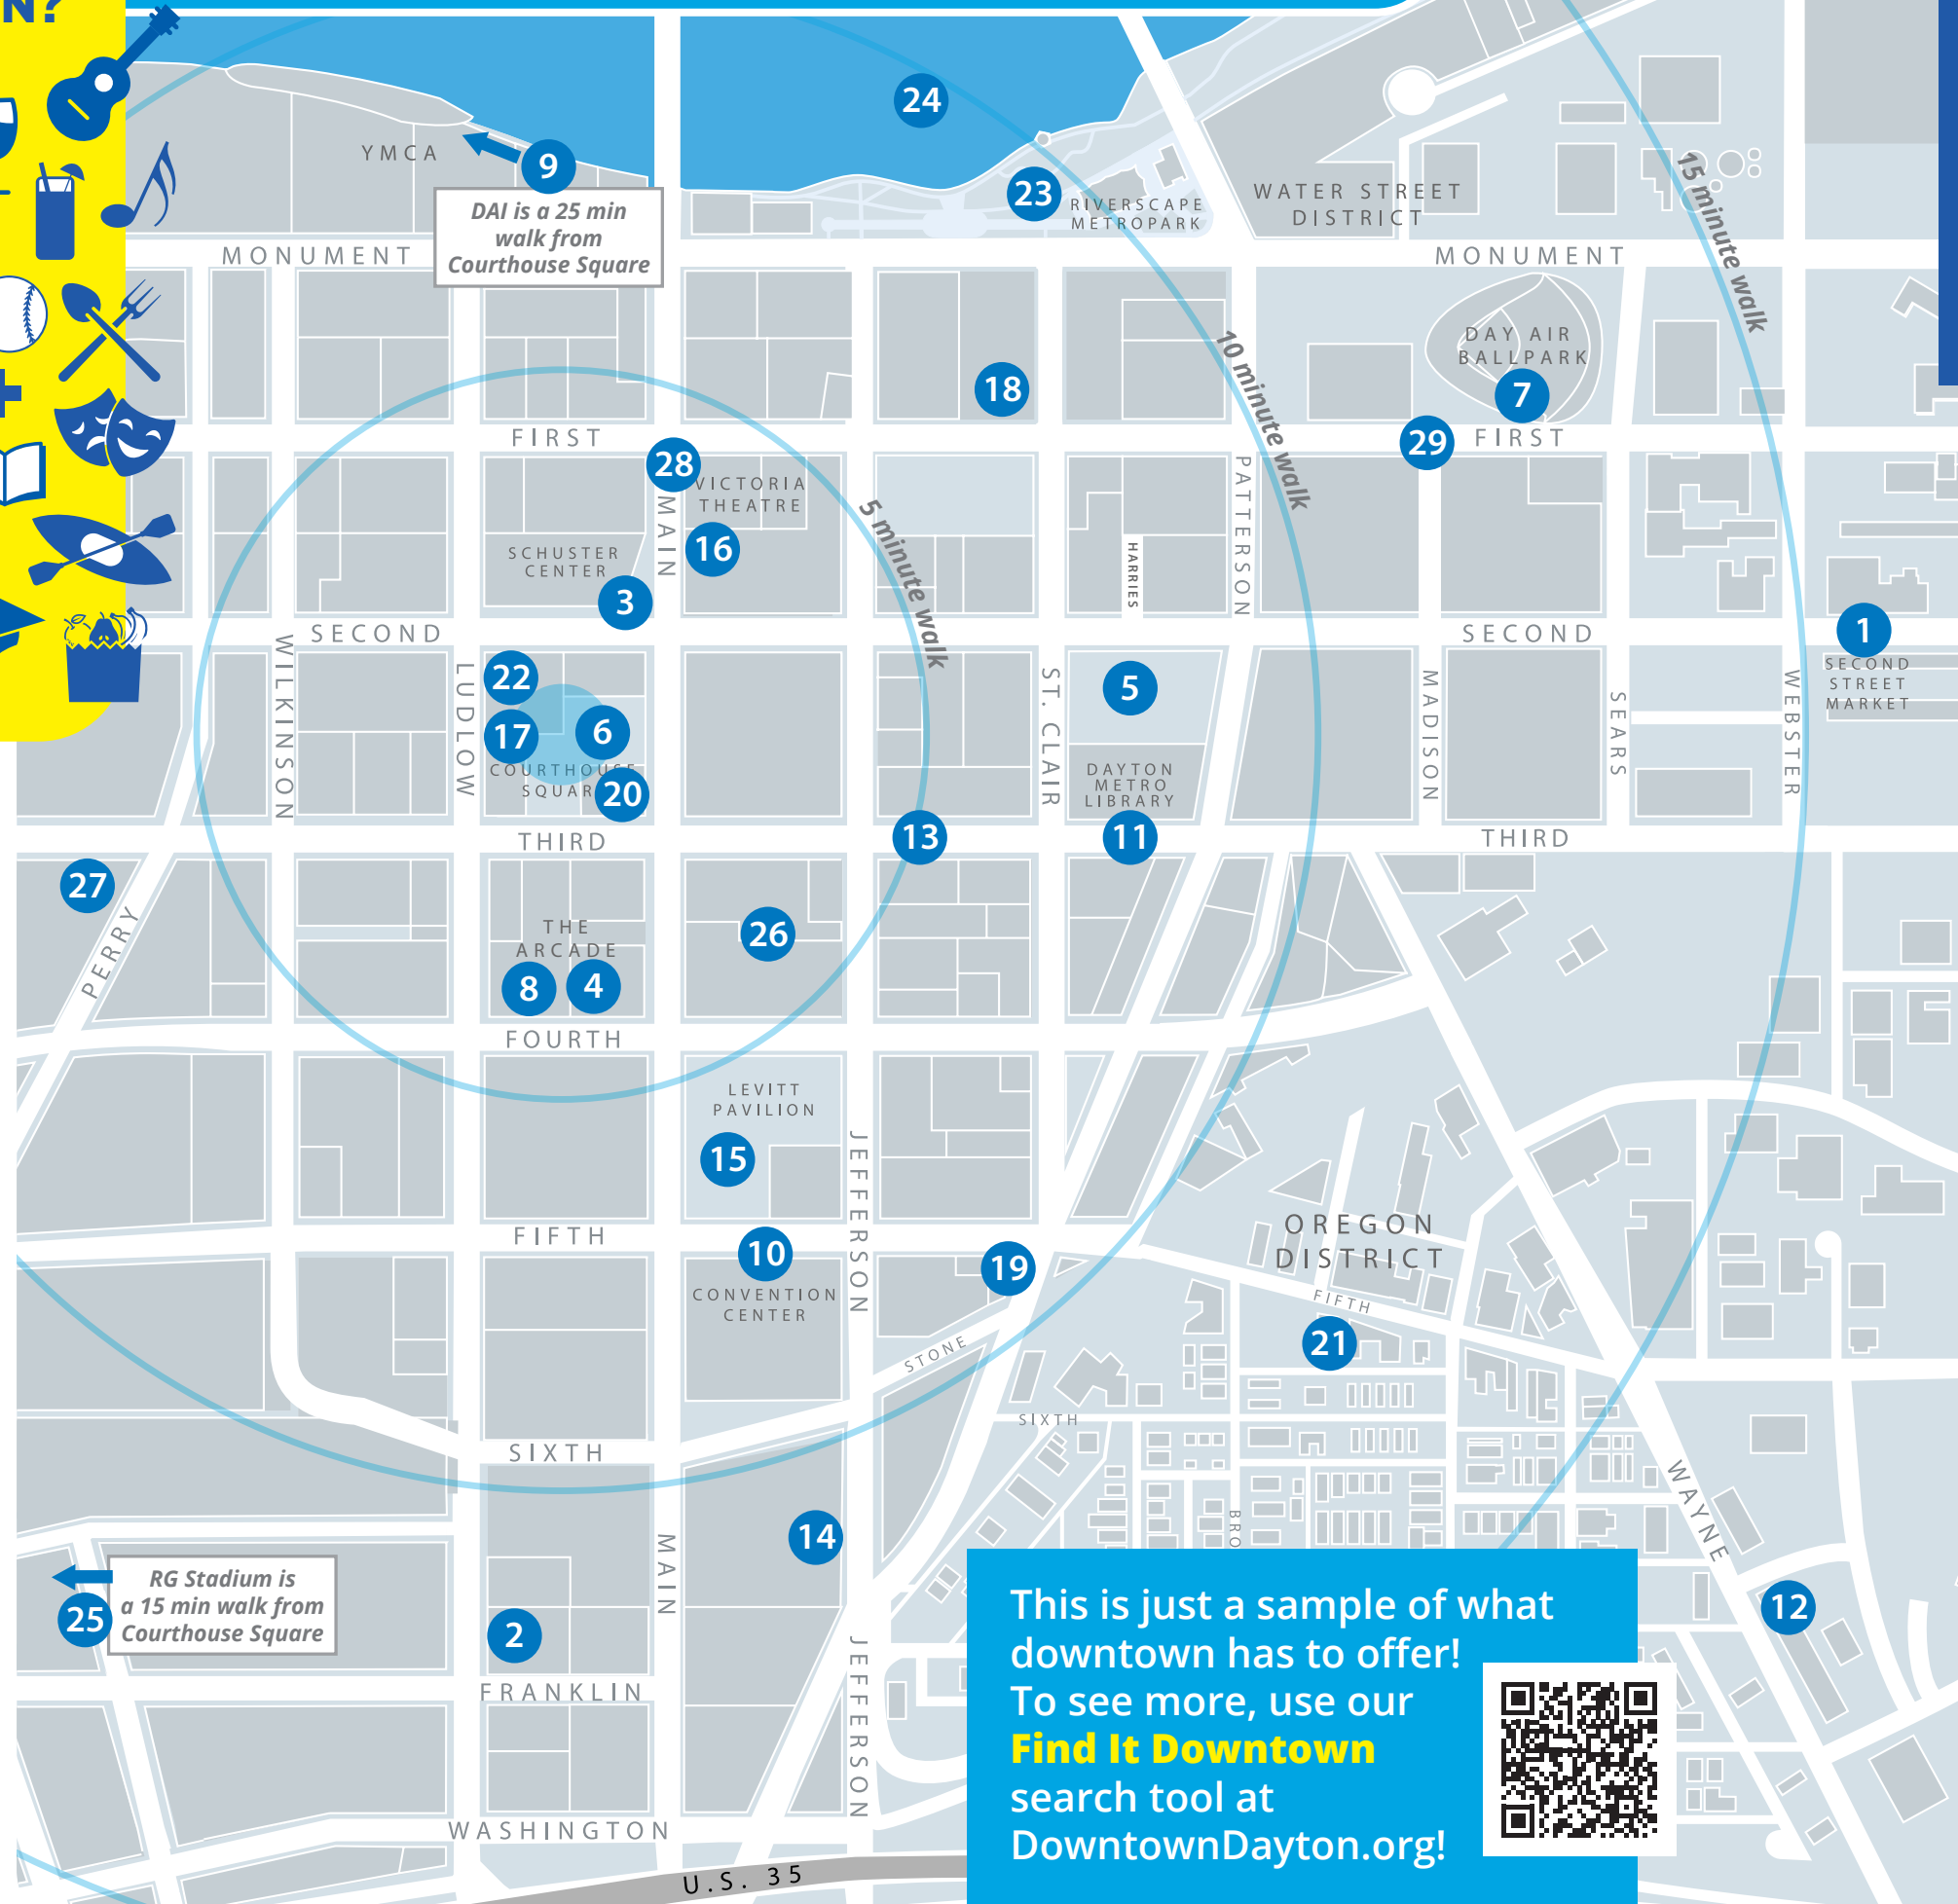 N?
24
YMCA
9
DAI is a 25 min
walk from
Courthouse Square
23
RIVERSCAPE
METROPARK
WATER STREET
DISTRICT
15 minute walk
MONUMENT
MONUMENT
DAY AIR
BALLPARK
7
18
10 minute walk
FIRST
29
FIRST
28
VICTORIA
THEATRE
MAIN
16
SCHUSTER
CENTER
3
5 minute walk
HARRIES
PATTERSON
SECOND
SECOND
1
SECOND
STREET
MARKET
WILKINSON
LUDLOW
22
17
6
COURTHOUSE
SQUAR
20
ST. CLAIR
5
DAYTON
METRO
LIBRARY
11
MADISON
SEARS
WEBSTER
THIRD
13
THIRD
27
PERRY
THE
ARCADE
8
4
26
FOURTH
LEVITT
PAVILION
15
JEFFERSON
FIFTH
10
CONVENTION
CENTER
19
OREGON
DISTRICT
FIFTH
21
STONE
SIXTH
SIXTH
WAYNE
14
MAIN
BRO
RG Stadium is
a 15 min walk from
Courthouse Square
25
2
12
FRANKLIN
JEFFERSON
WASHINGTON
U.S. 35
This is just a sample of what
downtown has to offer!
To see more, use our
Find It Downtown
search tool at
DowntownDayton.org!